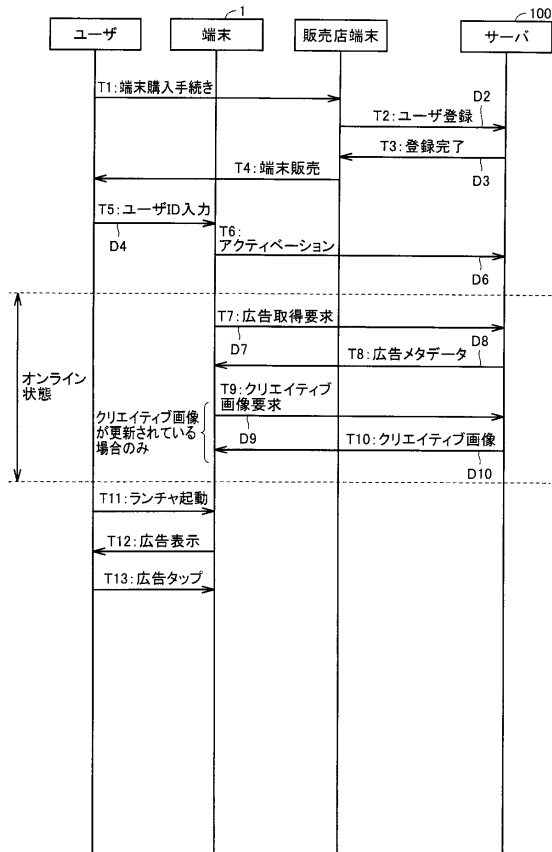 1
100
ユーザ
端末
販売店端末
サーバ
T1:端末購入手続き
D2
T2:ユーザ登録
T3:登録完了
T4:端末販売
D3
T5:ユーザID入力
D4
T6:
アクティベーション
D6
T7:広告取得要求
D7
D8
T8:広告メタデータ
オンライン
状態
T9:クリエイティブ
画像要求
クリエイティブ画像
が更新されている
場合のみ
D9
T10:クリエイティブ画像
D10
T11:ランチャ起動
T12:広告表示
T13:広告タップ